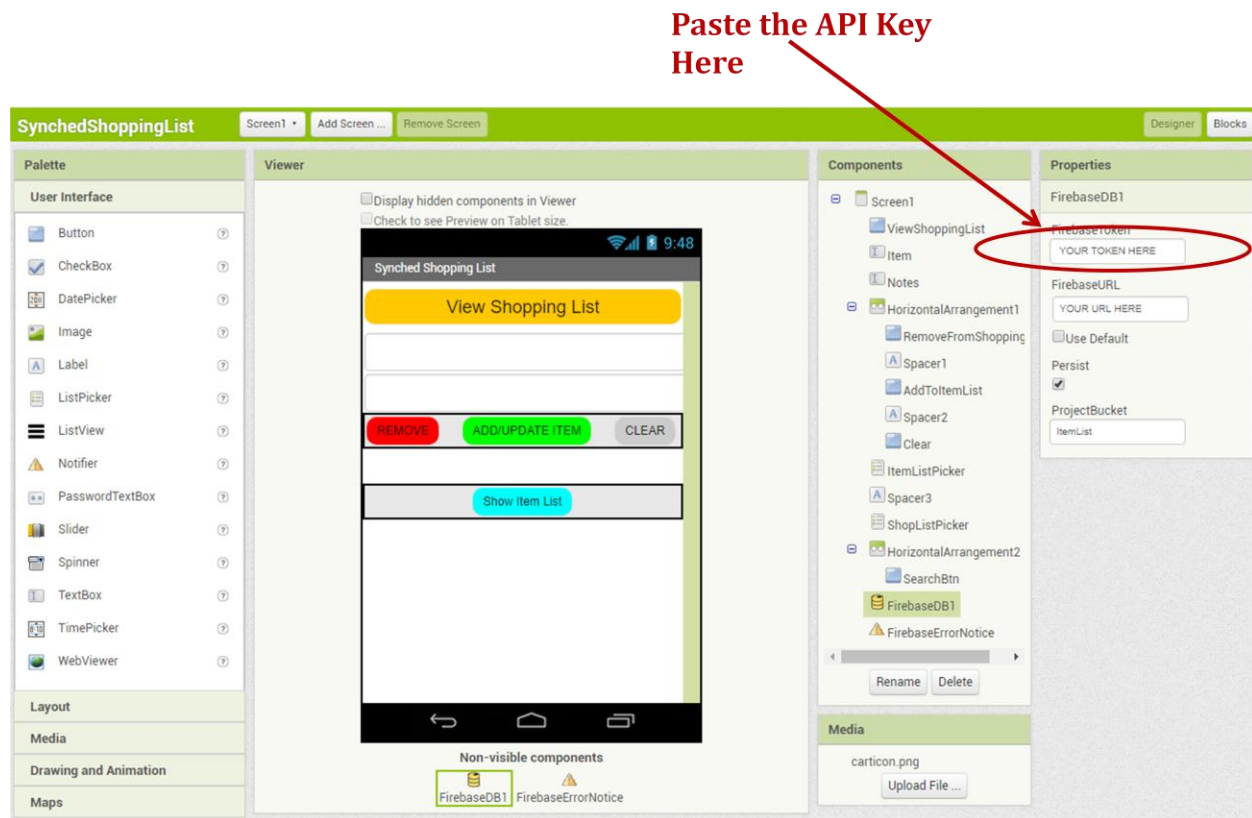 Paste the API Key
Here
SynchedShoppingList
Screen1
Add Screen ...
Remove Screen
Designer
Blocks
Palette
User Interface
Button
CheckBox
DatePicker
Image
Label
ListPicker
ListView
Notifier
PasswordTextBox
Slider
Spinner
TextBox
TimePicker
WebViewer
Layout
Media
Drawing and Animation
Maps
Viewer
Display hidden components in Viewer
Check to see Preview on Tablet size.
9:48
Synched Shopping List
View Shopping List
REMOVE
ADD/UPDATE ITEM
CLEAR
Show Item List
Non-visible components
FirebaseDB1
FirebaseErrorNotice
Components
Screen1
ViewShoppingList
Item
Notes
HorizontalArrangement1
RemoveFromShopping
Spacer1
AddToItemList
Spacer2
Clear
ItemListPicker
Spacer3
ShopListPicker
HorizontalArrangement2
SearchBtn
FirebaseDB1
FirebaseErrorNotice
Rename
Delete
Media
carticon.png
Upload File ...
Properties
FirebaseDB1
FirebaseToken
YOUR TOKEN HERE
FirebaseURL
YOUR URL HERE
Use Default
Persist
ProjectBucket
ItemList